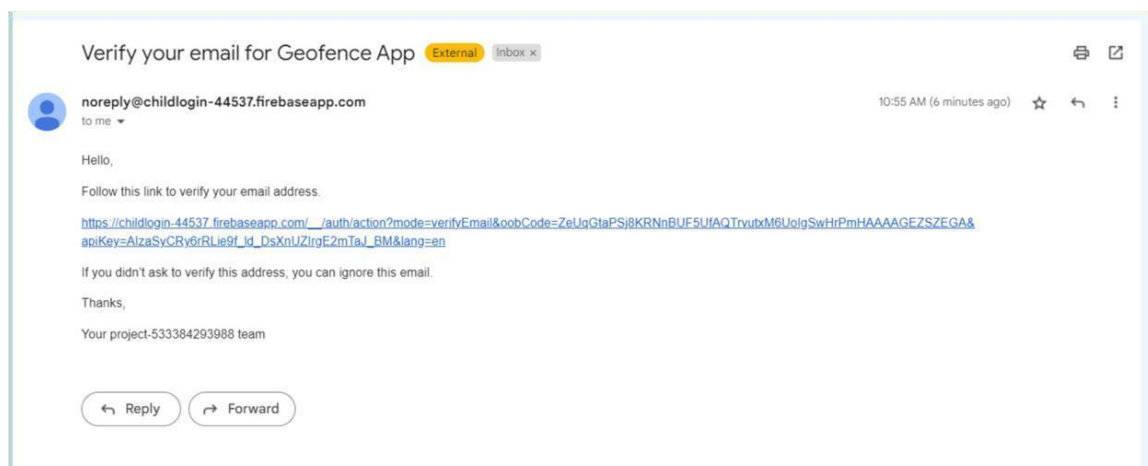 Verify your email for Geofence App External Inbox ×
noreply@childlogin-44537.firebaseapp.com 10:55 AM (6 minutes ago)
to me
Hello,
Follow this link to verify your email address.
https://childlogin-44537.firebaseapp.com/__/auth/action?mode=verifyEmail&oobCode=ZeUqGtaPSj8KRNnBUF5UfAQTrvutxM6UoIgSwHrPmHAAAAGEZSZEGA&
apiKey=AIzaSyCRy6rRLie9f_Id_DsXnUZIrgE2mTaJ_BM&lang=en
If you didn't ask to verify this address, you can ignore this email.
Thanks,
Your project-533384293988 team
Reply Forward